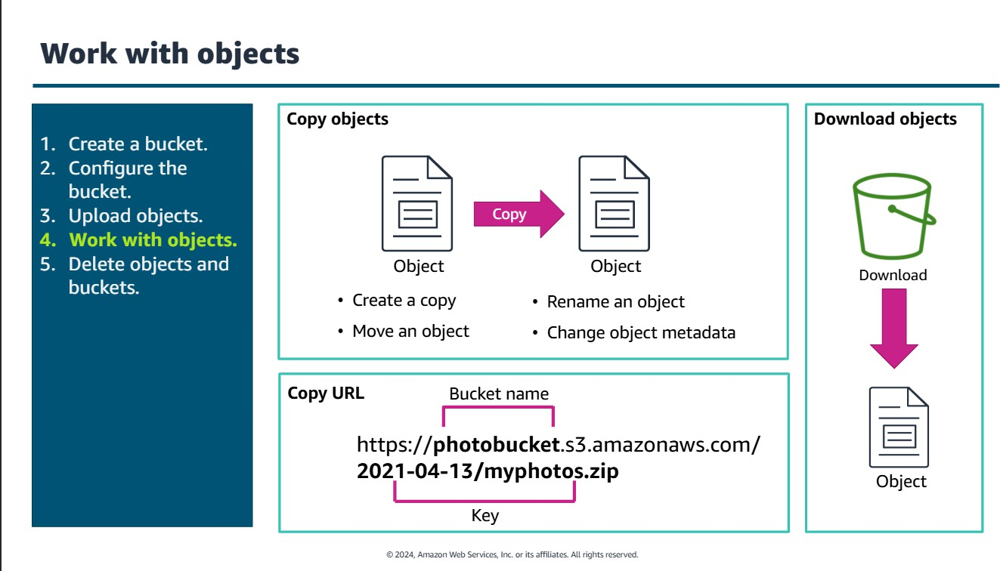 Work with objects
1. Create a bucket.
2. Configure the
bucket.
3. Upload objects.
4. Work with objects.
5. Delete objects and
buckets.
Copy objects
Copy
Object
Object
• Create a copy
• Move an object
• Rename an object
• Change object metadata
Copy URL
Bucket name
https://photobucket.s3.amazonaws.com/
2021-04-13/myphotos.zip
Key
Download objects
Download
Object
© 2024, Amazon Web Services, Inc. or its affiliates. All rights reserved.